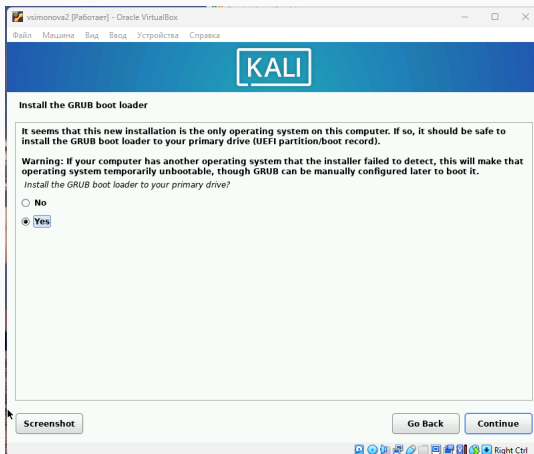 vsimonova2 [Работает] - Oracle VirtualBox
Файл Машина Вид Ввод Устройства Справка
KALI
Install the GRUB boot loader
It seems that this new installation is the only operating system on this computer. If so, it should be safe to
install the GRUB boot loader to your primary drive (UEFI partition/boot record).
Warning: If your computer has another operating system that the installer failed to detect, this will make that
operating system temporarily unbootable, though GRUB can be manually configured later to boot it.
Install the GRUB boot loader to your primary drive?
No
Yes
Screenshot
Go Back
Continue
Right Ctrl